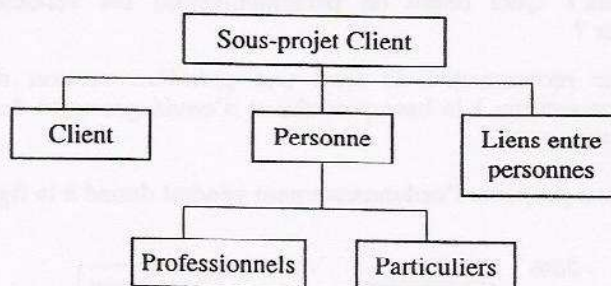 Sous-projet Client
Client
Personne
Liens entre
personnes
Professionnels
Particuliers